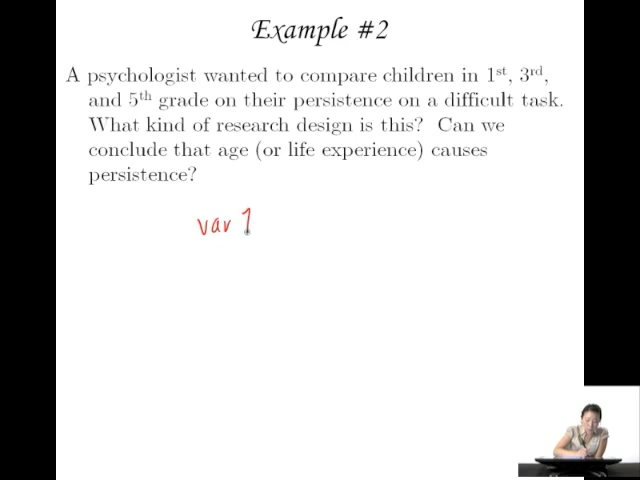 Example #2
A psychologist wanted to compare children in 1st, 3rd,
and 5th grade on their persistence on a difficult task.
What kind of research design is this? Can we
conclude that age (or life experience) causes
persistence?
var 1